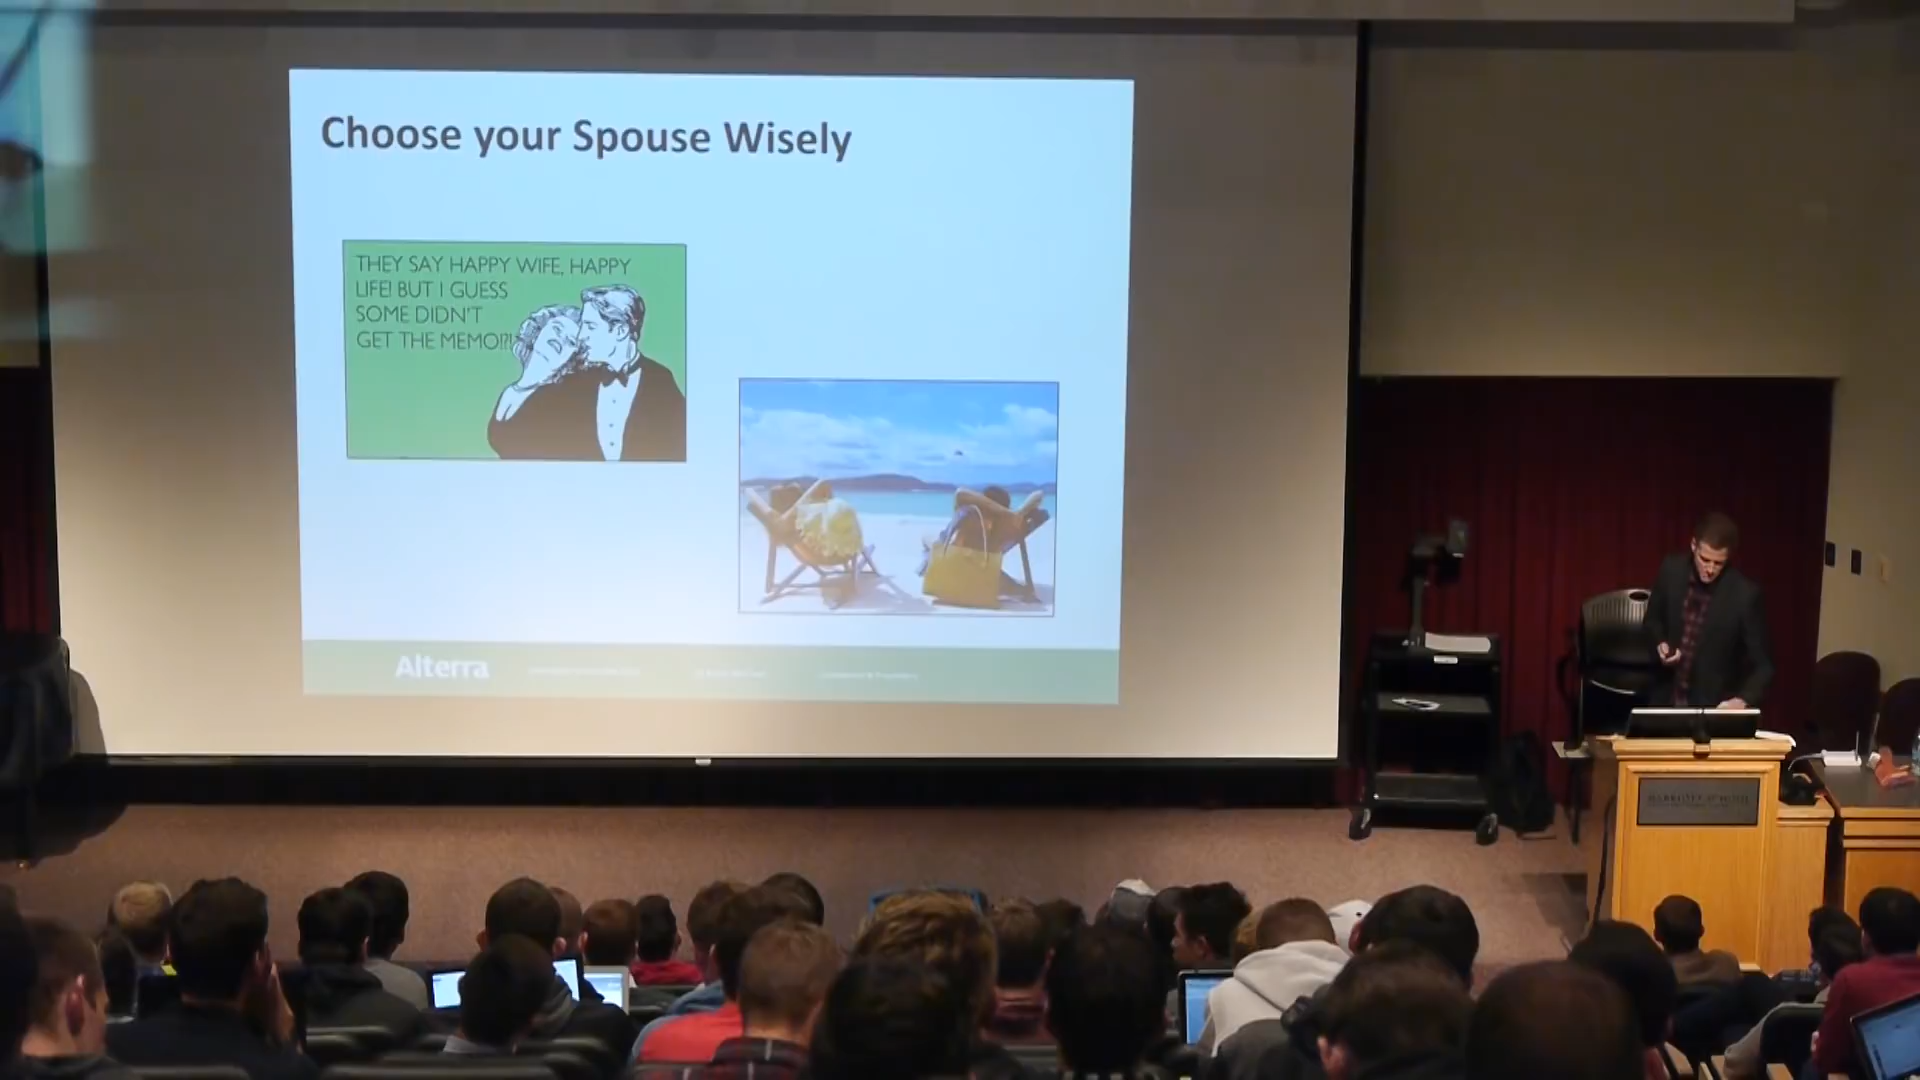 Choose your Spouse Wisely
THEY SAY HAPPY WIFE, HAPPY
LIFE! BUT I GUESS
SOME DIDN'T
GET THE MEMO!?!
Alterra